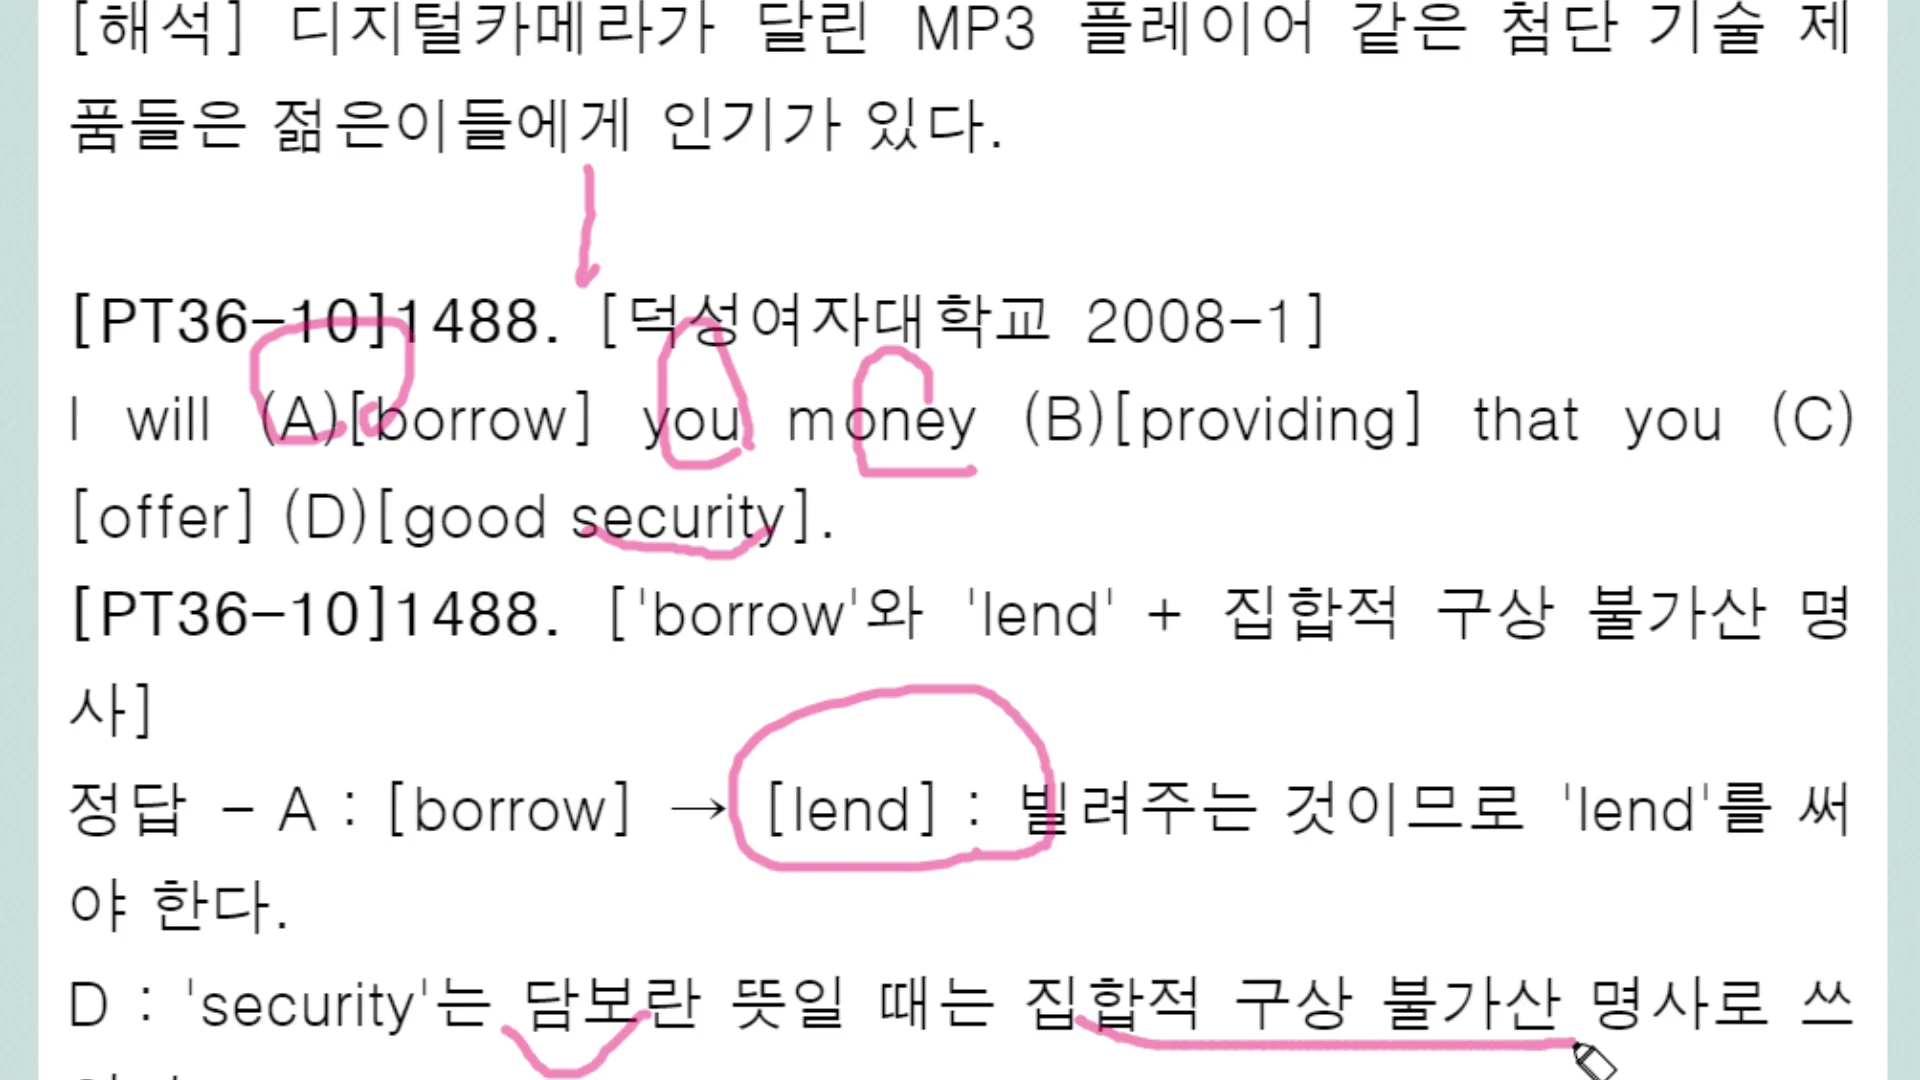 [해석] 디지털카메라가 달린 MP3 플레이어 같은 첨단 기술 제
품들은 젊은이들에게 인기가 있다.
[PT36-10]1488. [덕성여자대학교 2008-1]
I will (A)[borrow] you money (B)[providing] that you (C)
[offer] (D)[good security].
[PT36-10]1488. ['borrow'와 'lend' + 집합적 구상 불가산 명
사]
정답 - A : [borrow] → [lend] : 빌려주는 것이므로 'lend'를 써
야 한다.
D : 'security'는 담보란 뜻일 때는 집합적 구상 불가산 명사로 쓰